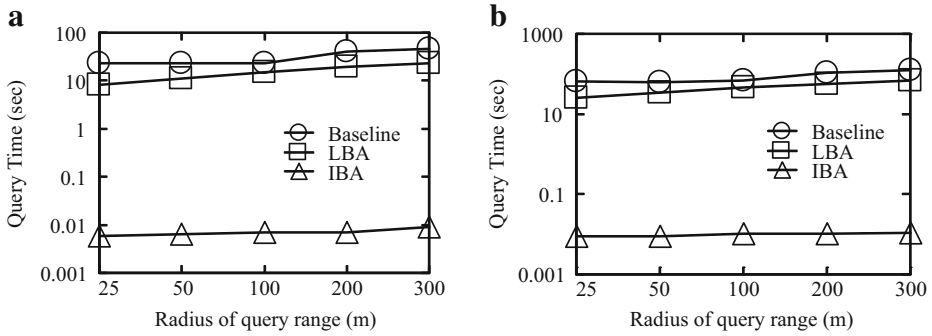 a
100
10
1
0.1
0.01
0.001
Query Time (sec)
Baseline
LBA
IBA
25 50 100 200 300
Radius of query range (m)
b
1000
10
0.1
0.001
Query Time (sec)
Baseline
LBA
IBA
25 50 100 200 300
Radius of query range (m)